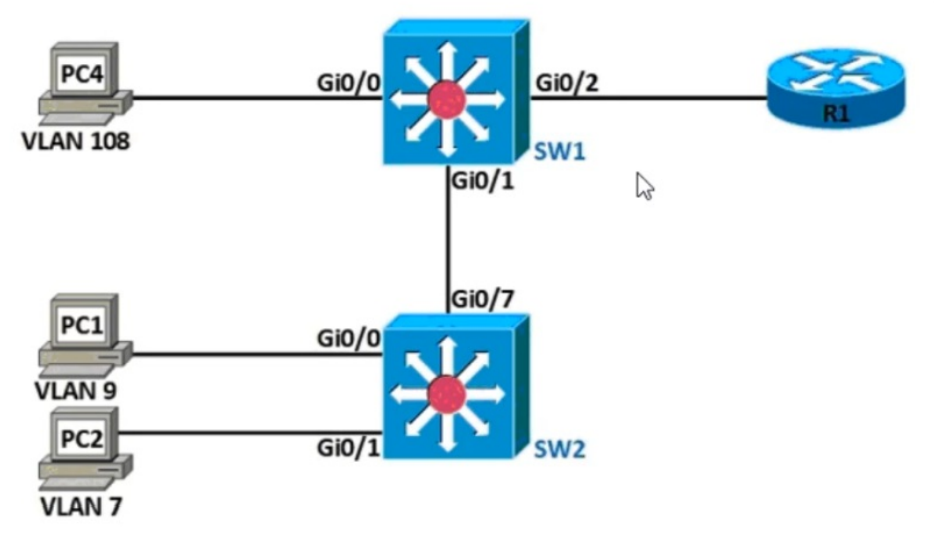 PC4
VLAN 108
Gi0/0
Gi0/2
SW1
Gi0/1
R1
Gi0/7
PC1
VLAN 9
Gi0/0
PC2
VLAN 7
Gi0/1
SW2